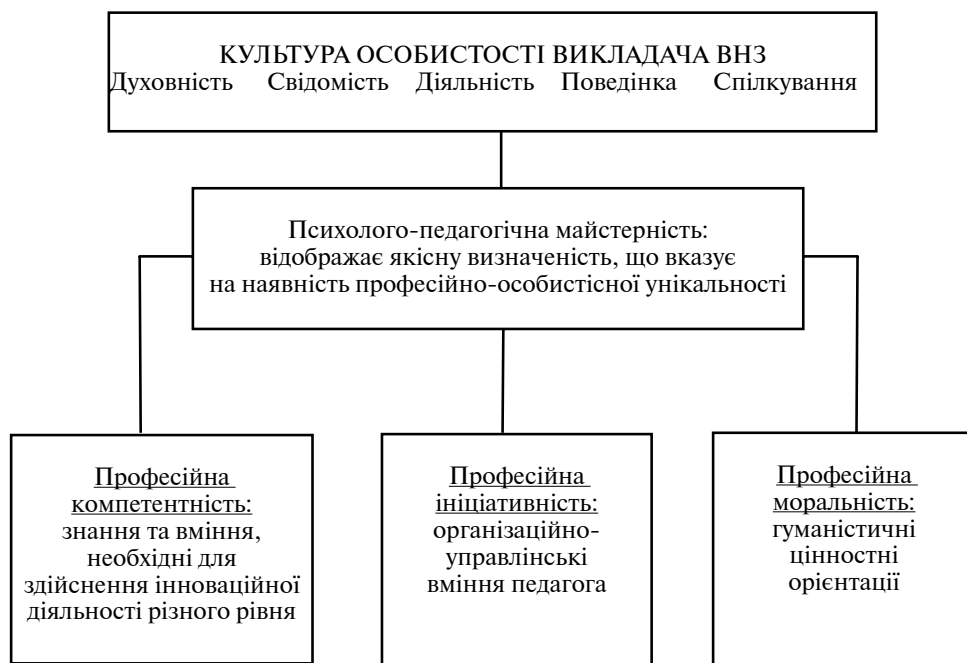 КУЛЬТУРА ОСОБИСТОСТІ ВИКЛАДАЧА ВНЗ
Духовність Свідомість Діяльність Поведінка Спілкування
Психолого-педагогічна майстерність:
відображає якісну визначеність, що вказує
на наявність професійно-особистісної унікальності
Професійна
компетентність:
знання та вміння,
необхідні для
здійснення інноваційної
діяльності різного рівня
Професійна
ініціативність:
організаційно-
управлінські
вміння педагога
Професійна
моральність:
гуманістичні
цінностні
орієнтації